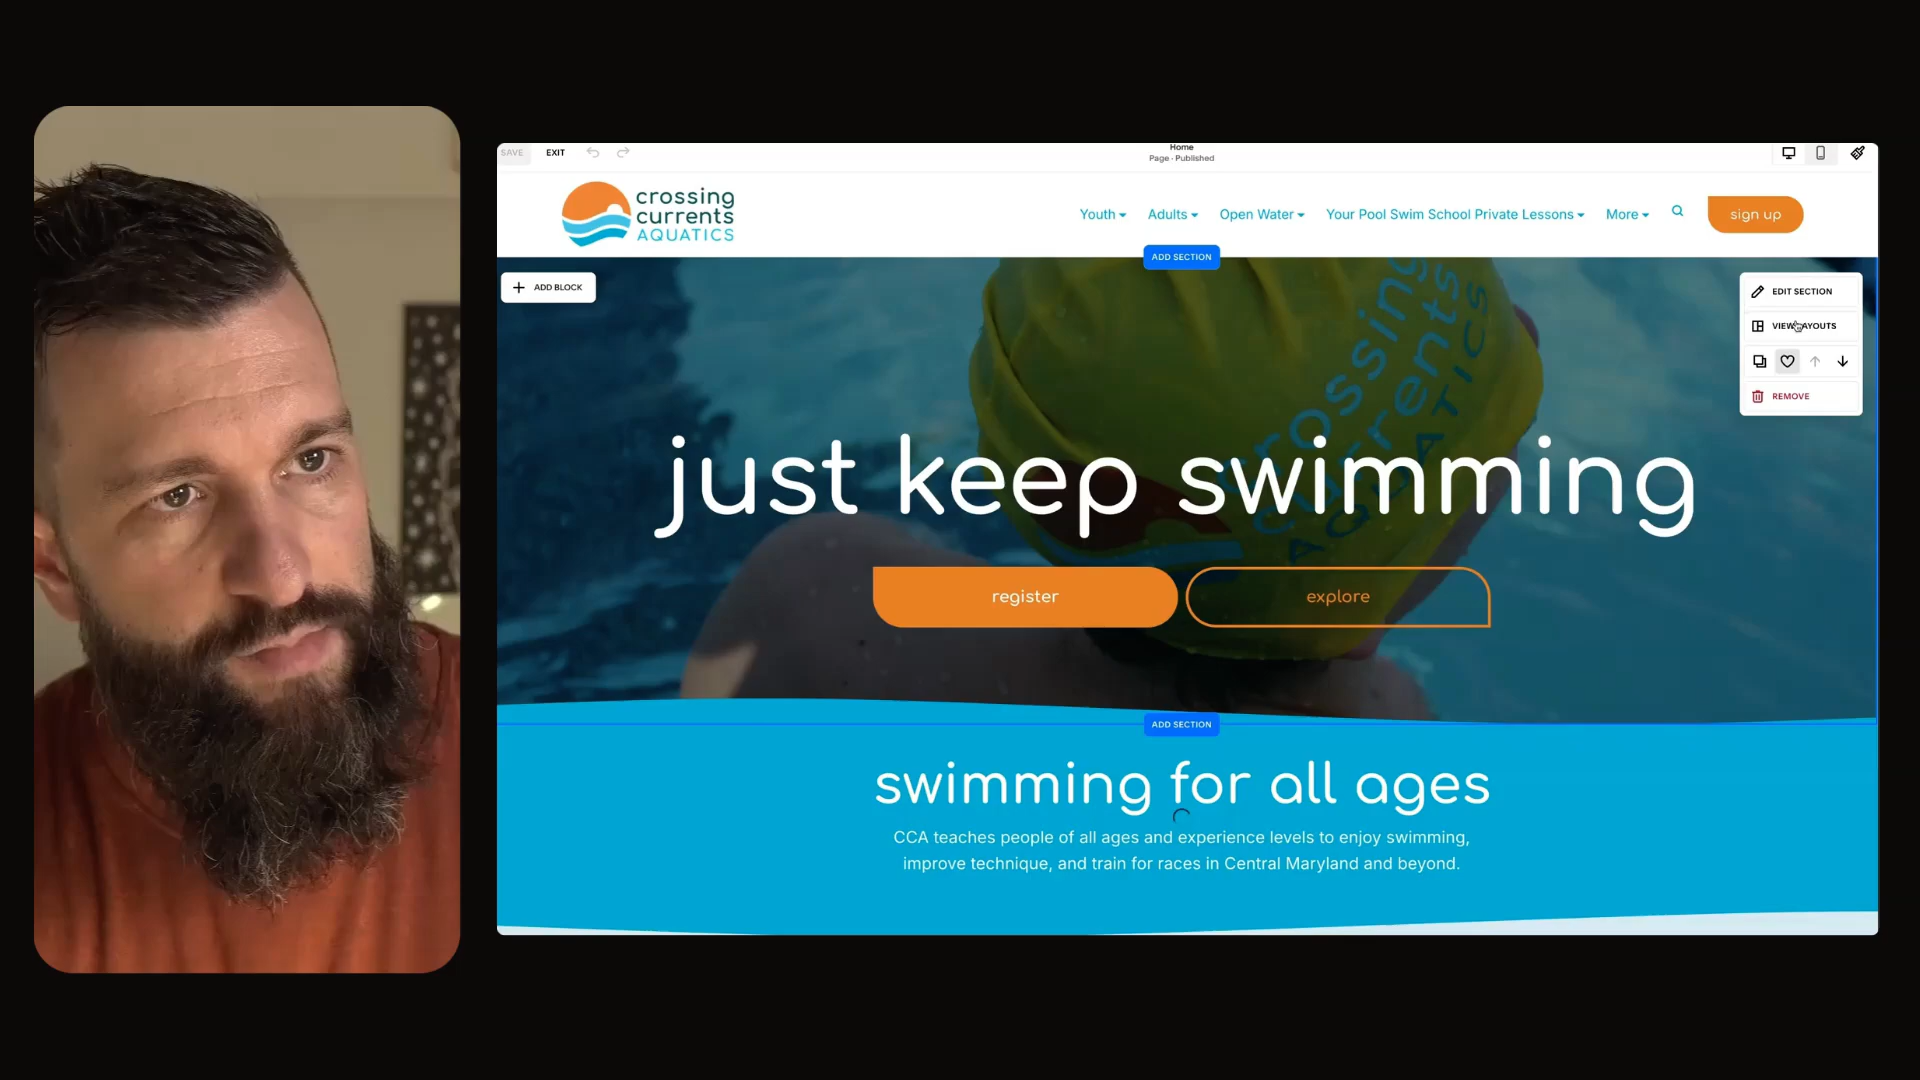 SAVE EXIT
Home
Page · Published
crossing
currents
AQUATICS
Youth Adults Open Water Your Pool Swim School Private Lessons More sign up
ADD SECTION
ADD BLOCK
EDIT SECTION
VIEW LAYOUTS
REMOVE
crossing
currents
AQUATICS
just keep swimming
register explore
ADD SECTION
swimming for all ages
CCA teaches people of all ages and experience levels to enjoy swimming,
improve technique, and train for races in Central Maryland and beyond.